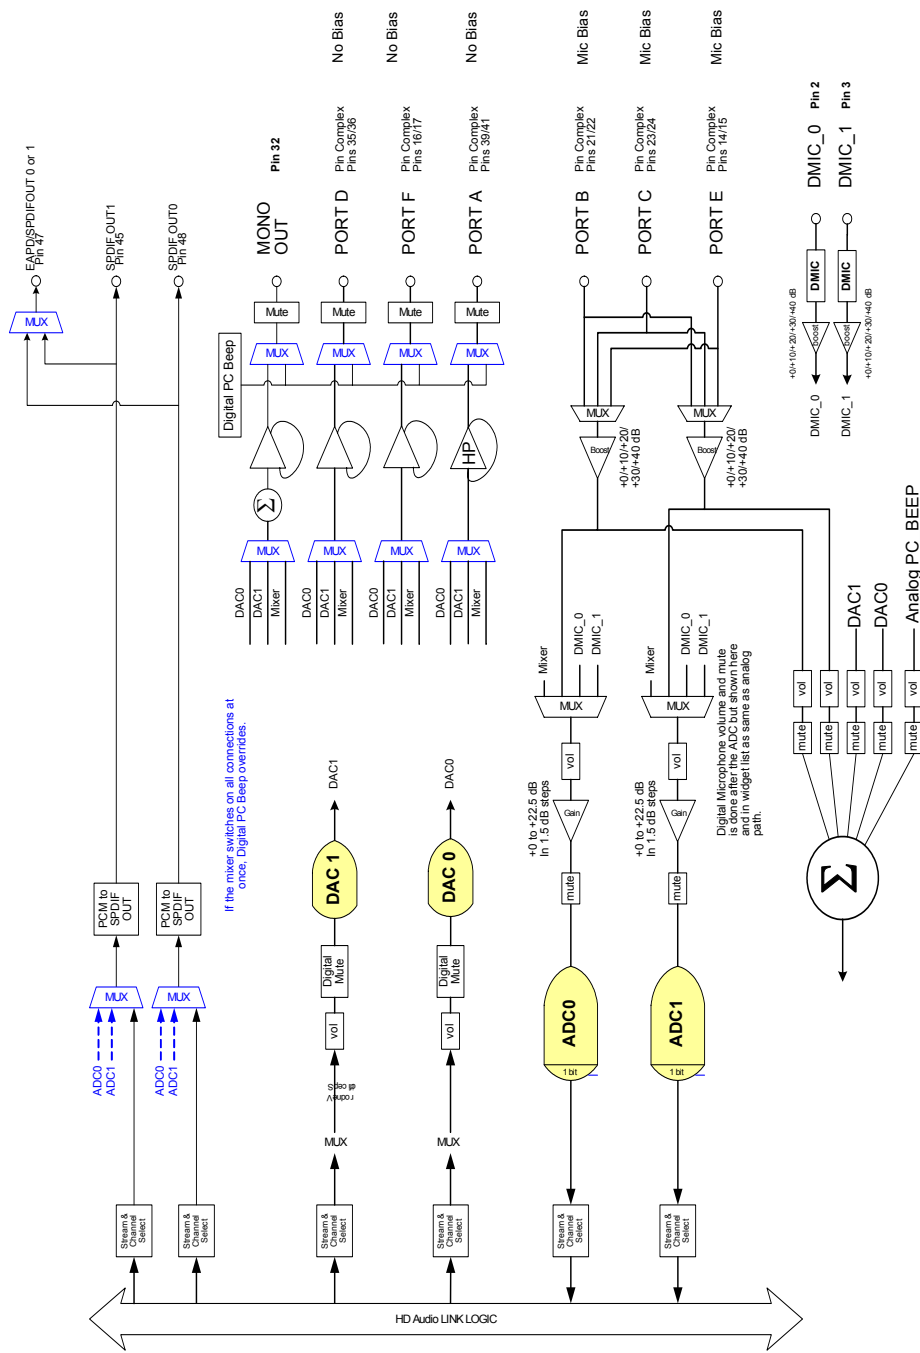 EAPD/SPDIFOUT 0 or 1
Pin 47
SPDIF_OUT1
Pin 45
SPDIF_OUT0
Pin 48
MUX
No Bias
No Bias
No Bias
Mic Bias
Mic Bias
Mic Bias
Pin 32
Pin Complex
Pins 35/36
Pin Complex
Pins 16/17
Pin Complex
Pins 39/41
Pin Complex
Pins 21/22
Pin Complex
Pins 23/24
Pin Complex
Pins 14/15
Pin 2
Pin 3
MONO
OUT
PORT D
PORT F
PORT A
PORT B
PORT C
PORT E
DMIC_0
DMIC_1
Mute
Mute
Mute
Mute
DMIC
DMIC
Digital PC Beep
MUX
MUX
MUX
MUX
boost
boost
+0/+10/+20/+30/+40 dB
+0/+10/+20/+30/+40 dB
DMIC_0
DMIC_1
HP
Σ
MUX
MUX
Boost
Boost
+0/+10/+20/
+30/+40 dB
+0/+10/+20/
+30/+40 dB
MUX
MUX
MUX
MUX
DAC0
DAC1
Mixer
DAC0
DAC1
Mixer
DAC0
DAC1
Mixer
DAC0
DAC1
Mixer
Mixer
DMIC_0
DMIC_1
Mixer
DMIC_0
DMIC_1
DAC1
DAC0
Analog PC BEEP
MUX
MUX
vol
vol
vol
vol
vol
mute
mute
mute
mute
mute
If the mixer switches on all connections at
once, Digital PC Beep overrides.
Digital Microphone volume and mute
is done after the ADC but shown here
and in widget list as same as analog
path.
vol
vol
+0 to +22.5 dB
In 1.5 dB steps
+0 to +22.5 dB
In 1.5 dB steps
Gain
Gain
mute
mute
Σ
DAC1
DAC0
DAC 1
DAC 0
PCM to
SPDIF
OUT
PCM to
SPDIF
OUT
Digital
Mute
Digital
Mute
MUX
MUX
ADC0
ADC1
ADC0
ADC1
vol
vol
ADC0
ADC1
1 bit
1 bit
Vendor
Specific
MUX
MUX
Stream &
Channel
Select
Stream &
Channel
Select
Stream &
Channel
Select
Stream &
Channel
Select
Stream &
Channel
Select
Stream &
Channel
Select
HD Audio LINK LOGIC